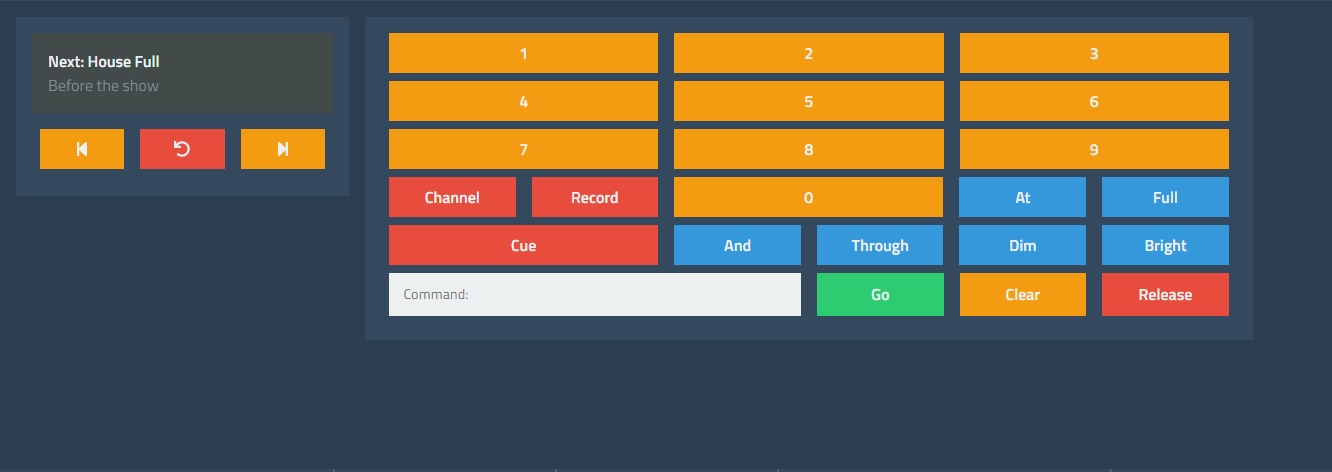 Next: House Full
Before the show
1 2 3
4 5 6
7 8 9
Channel Record 0 At Full
Cue And Through Dim Bright
Command: Go Clear Release